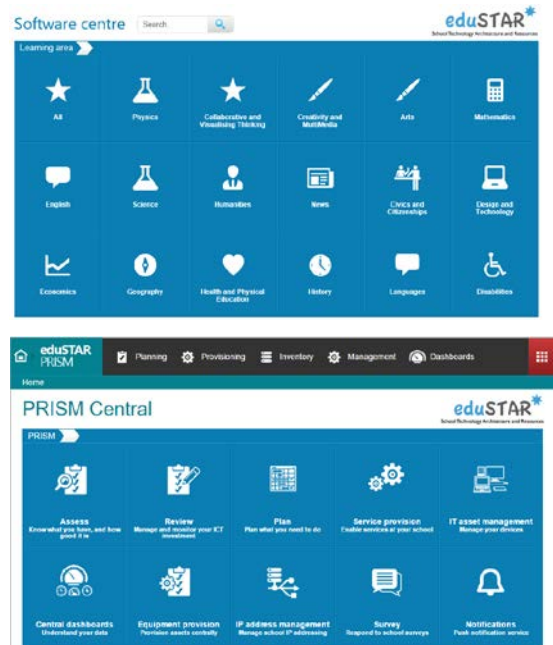 Software centre
Search.
eduSTAR*
School Technology Architecture and Resources
Learning area
All
Physics
Collaborative and
Visualising Thinking
Creativity and
MultiMedia
Arts
Mathematics
English
Science
Humanities
News
Civics and
Citizenships
Design and
Technology
Economics
Geography
Health and Physical
Education
History
Languages
Disabilities
eduSTAR
PRISM
Planning
Provisioning
Inventory
Management
Dashboards
Home
PRISM Central
eduSTAR*
School Technology Architecture and Resources
PRISM
Assess
Know what you have, and how
good it is
Review
Manage and monitor your ICT
investment
Plan
Plan what you need to do
Service provision
Enable services at your school
IT asset management
Manage your devices
Central dashboards
Understand your data
Equipment provision
Provision assets centrally
IP address management
Manage school IP addressing
Survey
Respond to school surveys
Notifications
Push notification service